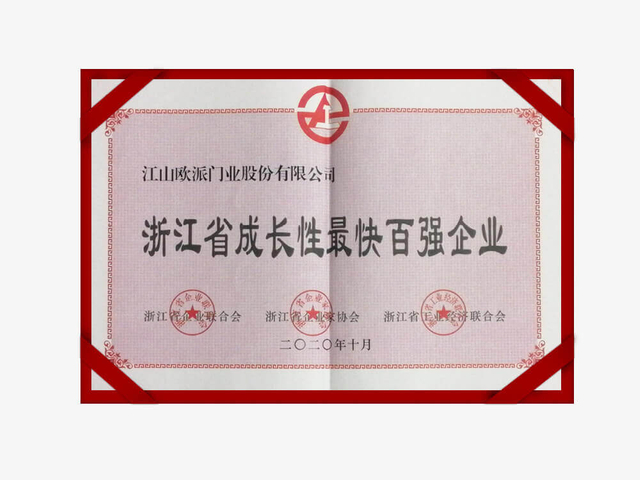 江山欧派门业股份有限公司
浙江省成长性最快百强企业
浙江省企业联合会 浙江省企业家协会 浙江省工业经济联合会
二〇二〇年十月